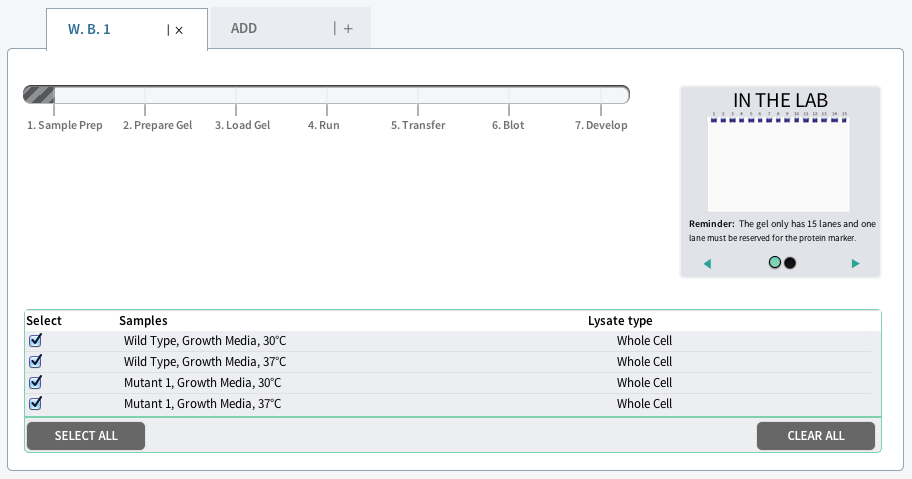 W. B. 1 | ×
ADD | +
1. Sample Prep 2. Prepare Gel 3. Load Gel 4. Run 5. Transfer 6. Blot 7. Develop
IN THE LAB
1 2 3 4 5 6 7 8 9 10 11 12 13 14 15
Reminder: The gel only has 15 lanes and one
lane must be reserved for the protein marker.
Select Samples Lysate type
Wild Type, Growth Media, 30°C Whole Cell
Wild Type, Growth Media, 37°C Whole Cell
Mutant 1, Growth Media, 30°C Whole Cell
Mutant 1, Growth Media, 37°C Whole Cell
SELECT ALL CLEAR ALL